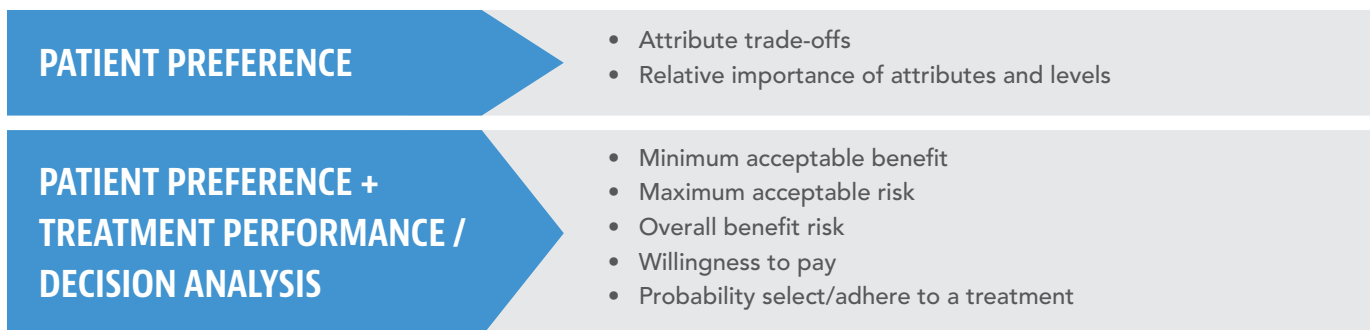 PATIENT PREFERENCE
• Attribute trade-offs
• Relative importance of attributes and levels
PATIENT PREFERENCE +
TREATMENT PERFORMANCE /
DECISION ANALYSIS
• Minimum acceptable benefit
• Maximum acceptable risk
• Overall benefit risk
• Willingness to pay
• Probability select/adhere to a treatment